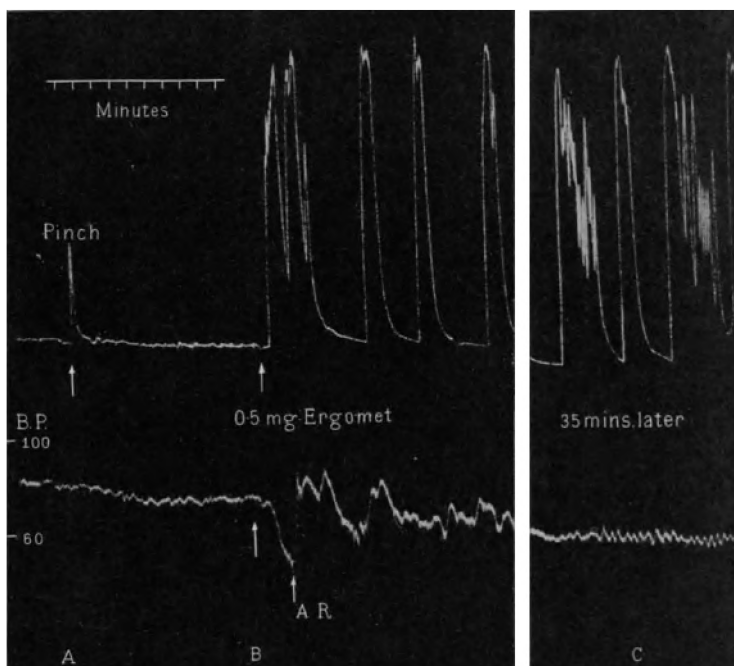 Minutes
Pinch
B.P.
0·5 mg. Ergomet
35 mins. later
100
60
A.R.
A
B
C